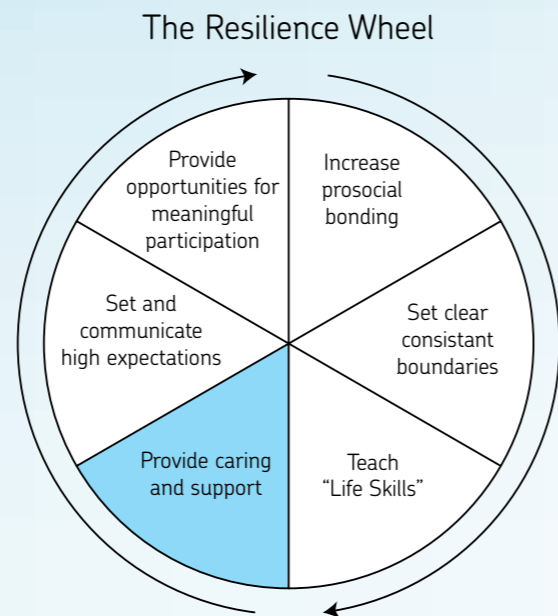 The Resilience Wheel
Increase
prosocial
bonding
Set clear
consistant
boundaries
Teach
“Life Skills”
Provide caring
and support
Set and
communicate
high expectations
Provide
opportunities for
meaningful
participation